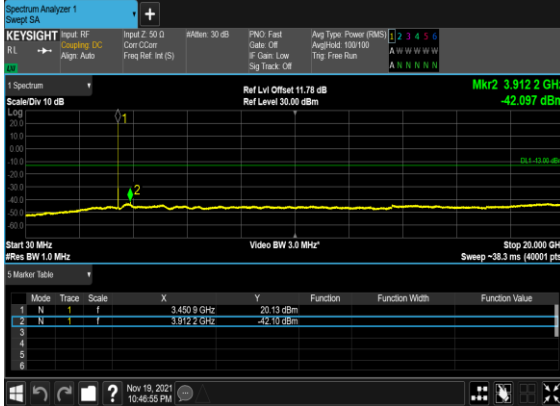 Spectrum Analyzer 1
Swept SA
+
KEYSIGHT
RL
Input: RF
Coupling: DC
Align: Auto
Input Z: 50 Ω
Corr CCorr
Freq Ref: Int (S)
#Atten: 30 dB
PNO: Fast
Gate: Off
IF Gain: Low
Sig Track: Off
Avg Type: Power (RMS)
Avg|Hold: 100/100
Trig: Free Run
1 2 3 4 5 6
A W W W W W
A N N N N N
1 Spectrum
Scale/Div 10 dB
Ref Lvl Offset 11.78 dB
Ref Level 30.00 dBm
Mkr2 3.912 2 GHz
-42.097 dBm
Log
20.0
10.0
0.00
-10.0
-20.0
-30.0
-40.0
-50.0
-60.0
1
2
DL1 -13.00 dBm
Start 30 MHz
#Res BW 1.0 MHz
Video BW 3.0 MHz*
Stop 20.000 GHz
Sweep ~38.3 ms (40001 pts)
5 Marker Table
Mode Trace Scale X Y Function Function Width Function Value
1 N 1 f 3.450 9 GHz 20.13 dBm
2 N 1 f 3.912 2 GHz -42.10 dBm
3
4
5
6
?
Nov 19, 2021
10:46:55 PM